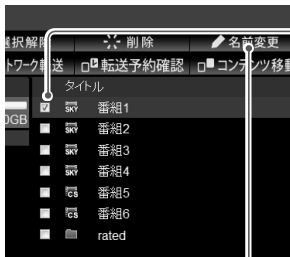 選択解除 削除 名前変更
トワーク転送 転送予約確認 コンテンツ移動
タイトル
0GB
SKY 番組1
SKY 番組2
SKY 番組3
SKY 番組4
CS 番組5
CS 番組6
rated